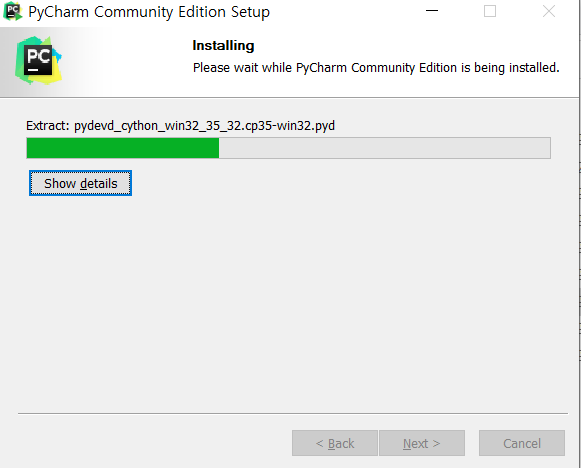 PyCharm Community Edition Setup
PC
Installing
Please wait while PyCharm Community Edition is being installed.
Extract: pydevd_cython_win32_35_32.cp35-win32.pyd
Show details
< Back
Next >
Cancel